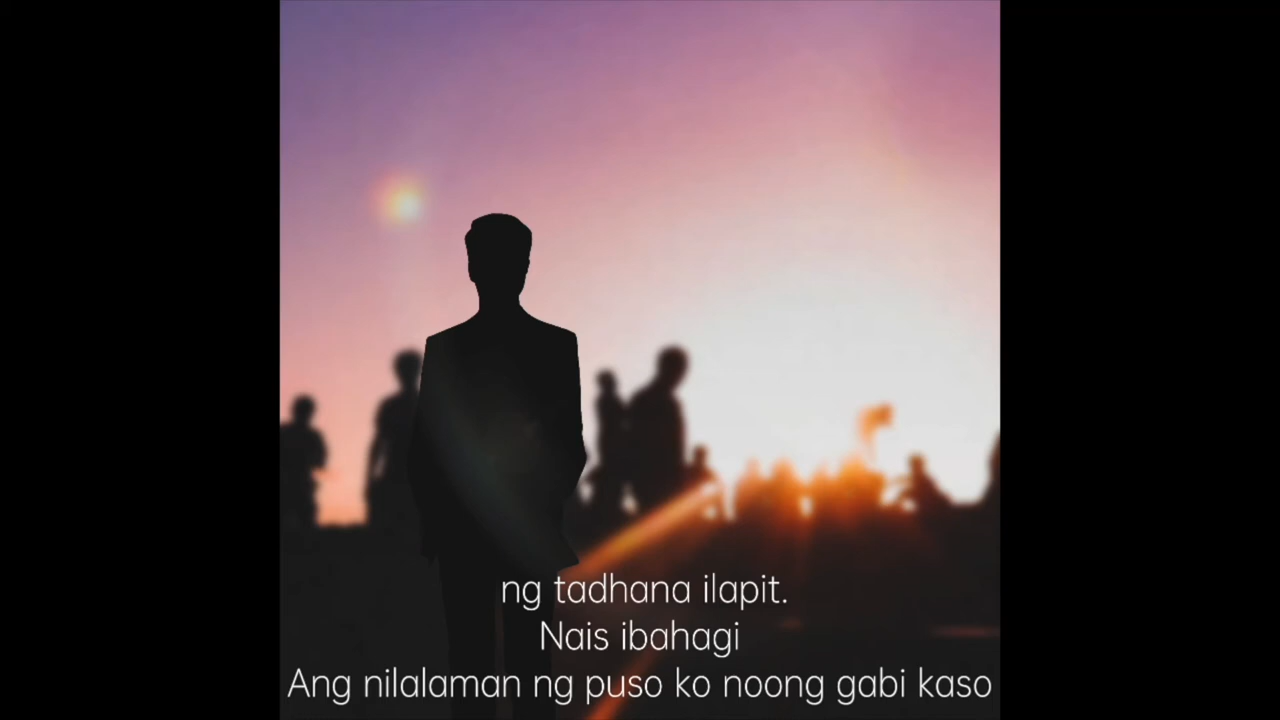 ng tadhana ilapit.
Nais ibahagi
Ang nilalaman ng puso ko noong gabi kaso